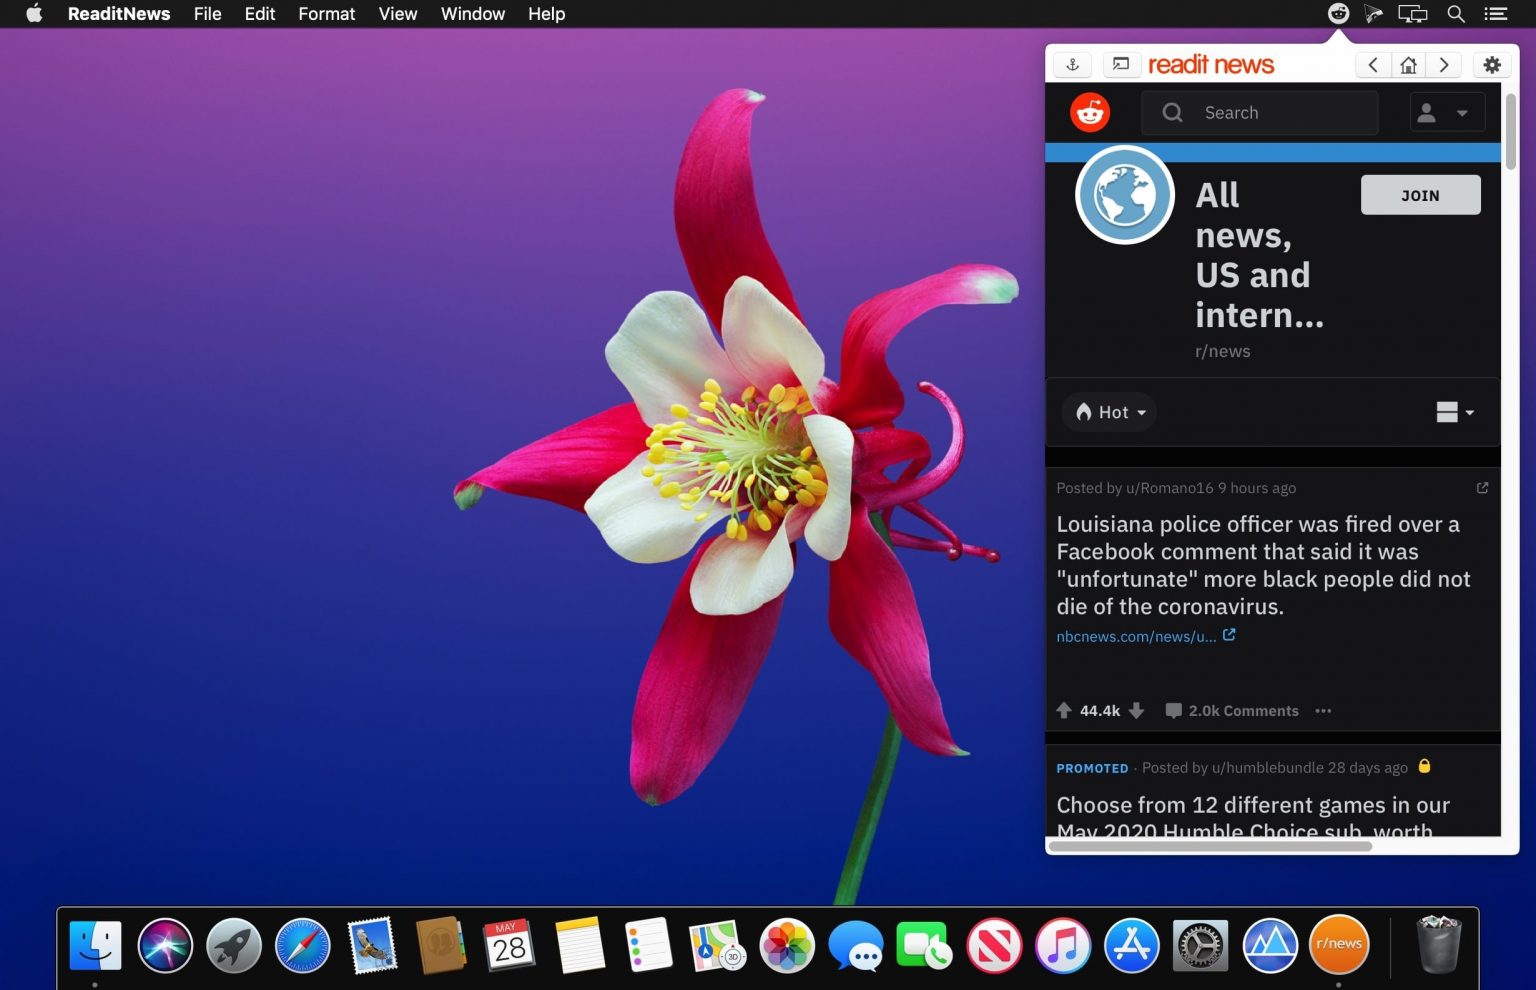 ReaditNews File Edit Format View Window Help
readit news
Search
All
news,
US and
intern...
JOIN
r/news
Hot
Posted by u/Romano16 9 hours ago
Louisiana police officer was fired over a
Facebook comment that said it was
"unfortunate" more black people did not
die of the coronavirus.
nbcnews.com/news/u...
44.4k
2.0k Comments
PROMOTED · Posted by u/humblebundle 28 days ago
Choose from 12 different games in our
May 2020 Humble Choice sub, worth
MAY
28
3D
r/news